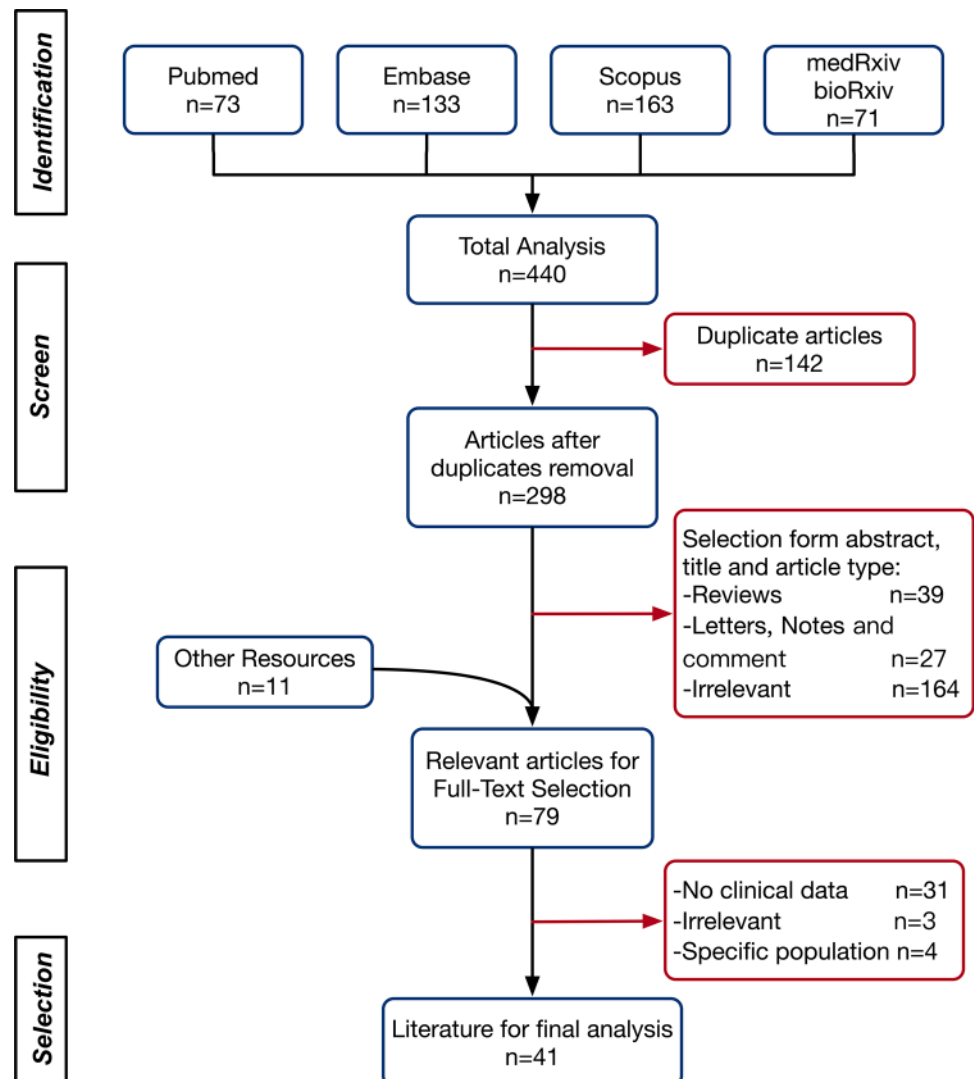 Identification
Pubmed
n=73
Embase
n=133
Scopus
n=163
medRxiv
bioRxiv
n=71
Total Analysis
n=440
Screen
Duplicate articles
n=142
Articles after
duplicates removal
n=298
Eligibility
Selection form abstract,
title and article type:
-Reviews n=39
-Letters, Notes and
comment n=27
-Irrelevant n=164
Other Resources
n=11
Relevant articles for
Full-Text Selection
n=79
-No clinical data n=31
-Irrelevant n=3
-Specific population n=4
Selection
Literature for final analysis
n=41